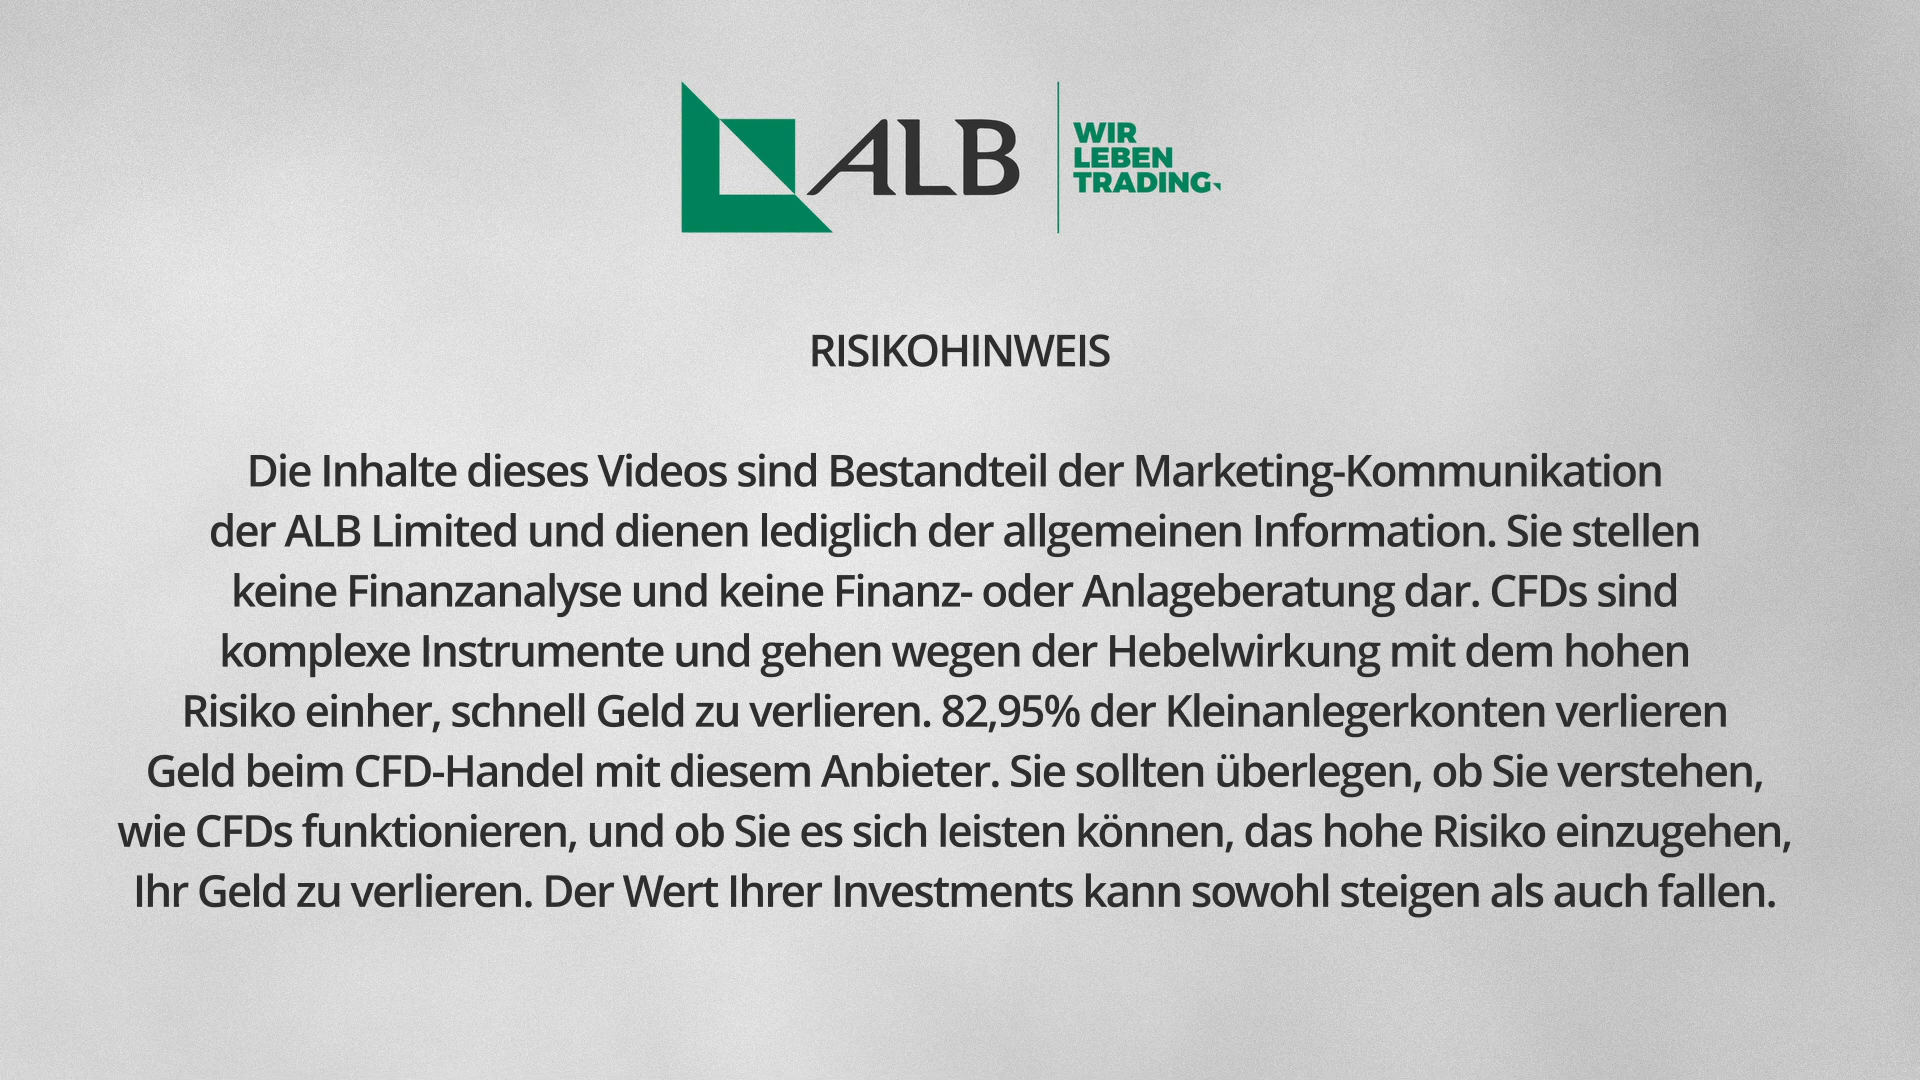 ALB
WIR
LEBEN
TRADING
RISIKOHINWEIS
Die Inhalte dieses Videos sind Bestandteil der Marketing-Kommunikation
der ALB Limited und dienen lediglich der allgemeinen Information. Sie stellen
keine Finanzanalyse und keine Finanz- oder Anlageberatung dar. CFDs sind
komplexe Instrumente und gehen wegen der Hebelwirkung mit dem hohen
Risiko einher, schnell Geld zu verlieren. 82,95% der Kleinanlegerkonten verlieren
Geld beim CFD-Handel mit diesem Anbieter. Sie sollten überlegen, ob Sie verstehen,
wie CFDs funktionieren, und ob Sie es sich leisten können, das hohe Risiko einzugehen,
Ihr Geld zu verlieren. Der Wert Ihrer Investments kann sowohl steigen als auch fallen.